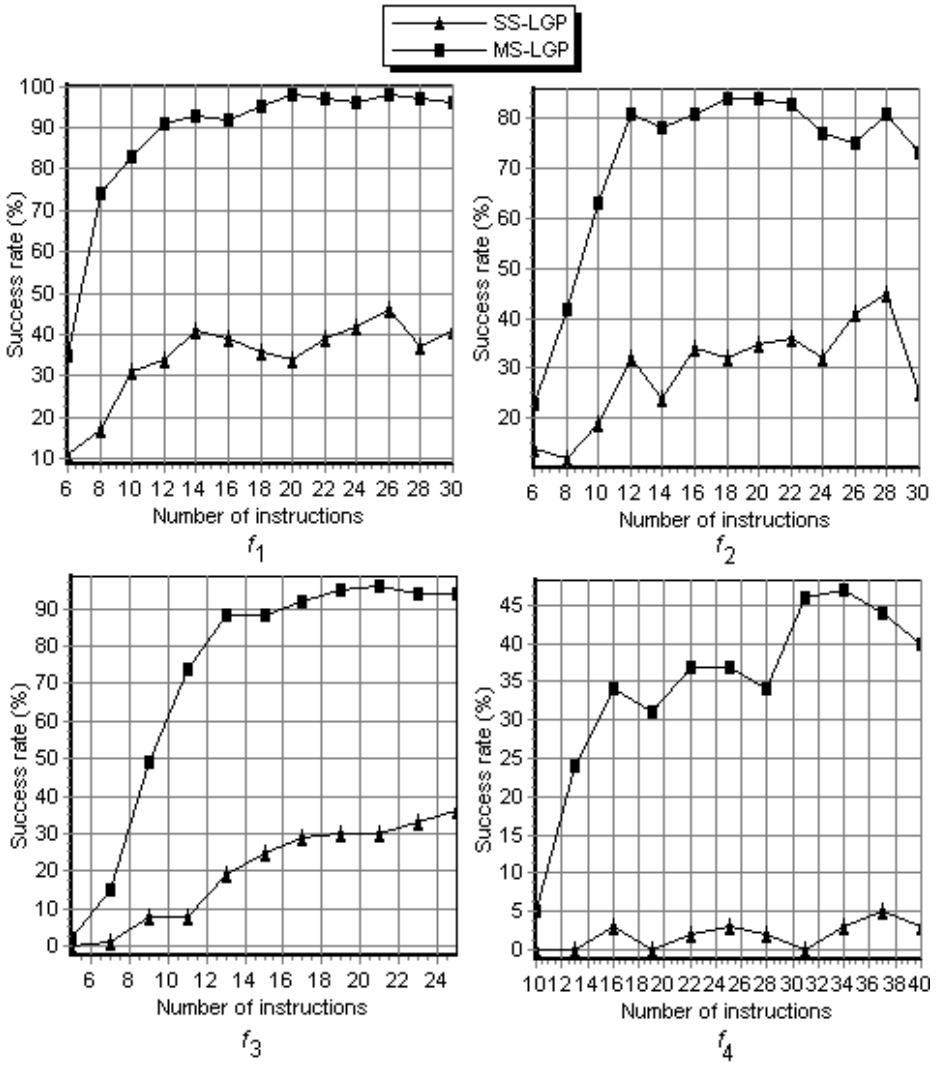 SS-LGP
MS-LGP
100
90
80
70
60
50
40
30
20
10
Success rate (%)
6 8 10 12 14 16 18 20 22 24 26 28 30
Number of instructions
f1
80
70
60
50
40
30
20
Success rate (%)
6 8 10 12 14 16 18 20 22 24 26 28 30
Number of instructions
f2
90
80
70
60
50
40
30
20
10
0
Success rate (%)
6 8 10 12 14 16 18 20 22 24
Number of instructions
f3
45
40
35
30
25
20
15
10
5
0
Success rate (%)
10 12 14 16 18 20 22 24 26 28 30 32 34 36 38 40
Number of instructions
f4